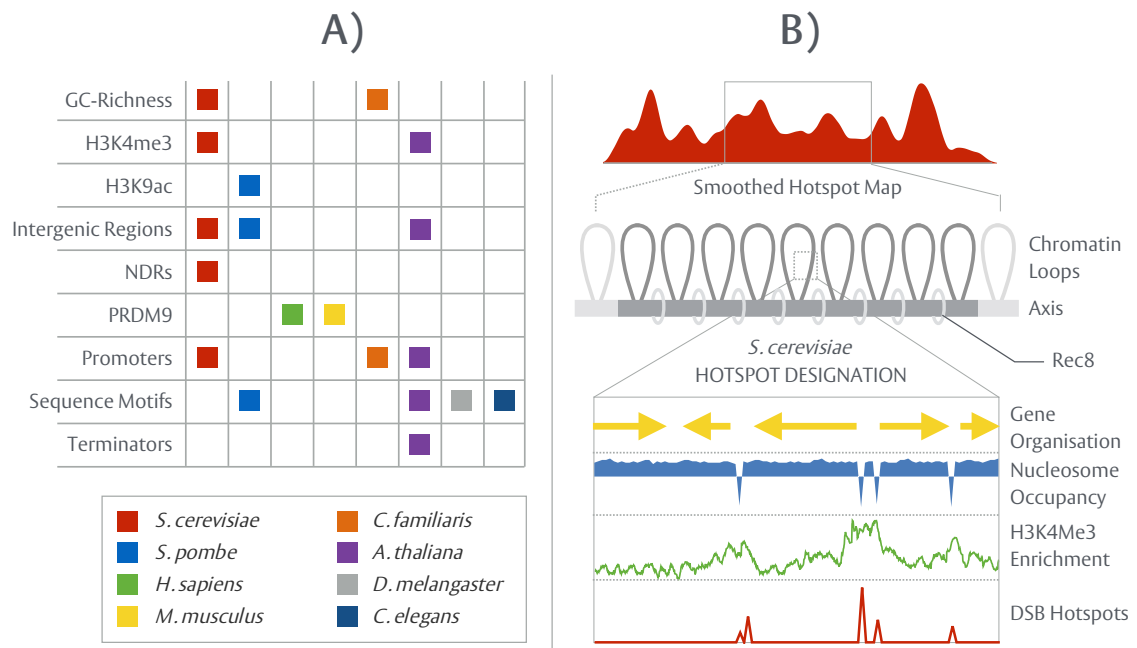 A)
GC-Richness
H3K4me3
H3K9ac
Intergenic Regions
NDRs
PRDM9
Promoters
Sequence Motifs
Terminators
S. cerevisiae
S. pombe
H. sapiens
M. musculus
C. familiaris
A. thaliana
D. melangaster
C. elegans
B)
Smoothed Hotspot Map
Chromatin
Loops
Axis
Rec8
S. cerevisiae
HOTSPOT DESIGNATION
Gene
Organisation
Nucleosome
Occupancy
H3K4Me3
Enrichment
DSB Hotspots